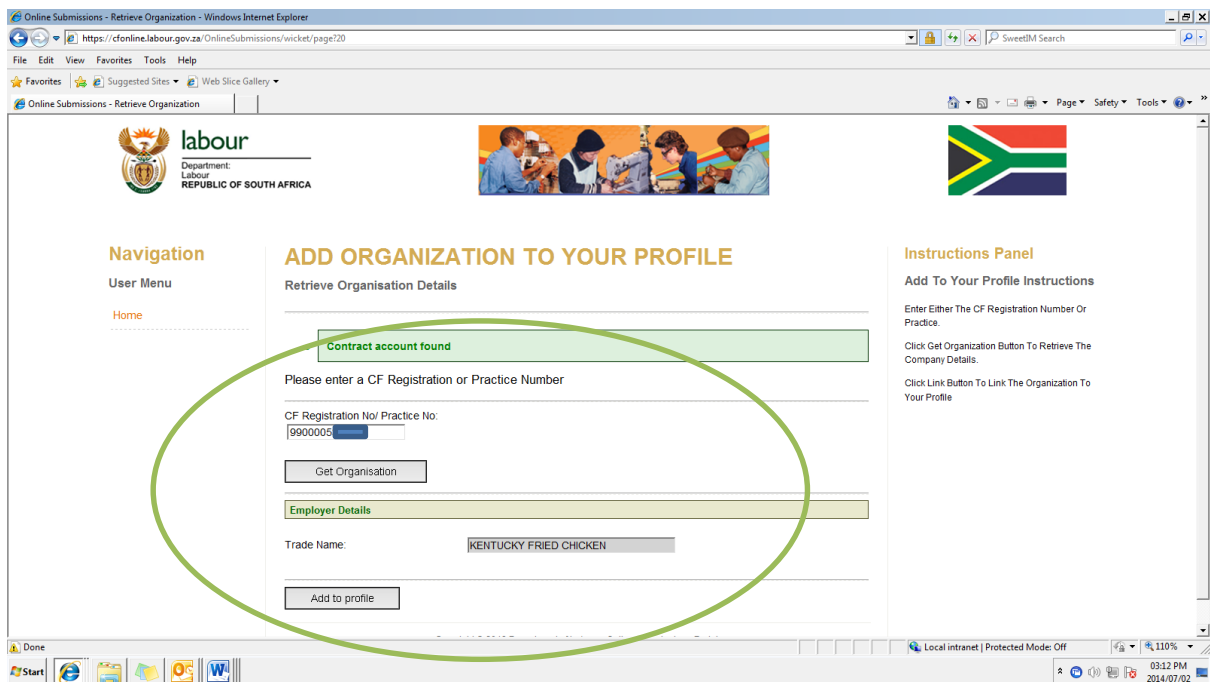 Online Submissions - Retrieve Organization - Windows Internet Explorer
https://cfonline.labour.gov.za/OnlineSubmissions/wicket/page?20
SweetIM Search
File Edit View Favorites Tools Help
Favorites Suggested Sites Web Slice Gallery
Online Submissions - Retrieve Organization
Page Safety Tools
labour
Department:
Labour
REPUBLIC OF SOUTH AFRICA
Navigation
User Menu
Home
ADD ORGANIZATION TO YOUR PROFILE
Retrieve Organisation Details
Contract account found
Please enter a CF Registration or Practice Number
CF Registration No/ Practice No:
9900005
Get Organisation
Employer Details
Trade Name: KENTUCKY FRIED CHICKEN
Add to profile
Instructions Panel
Add To Your Profile Instructions
Enter Either The CF Registration Number Or
Practice.
Click Get Organization Button To Retrieve The
Company Details.
Click Link Button To Link The Organization To
Your Profile
Done
Local intranet | Protected Mode: Off
110%
Start
03:12 PM
2014/07/02